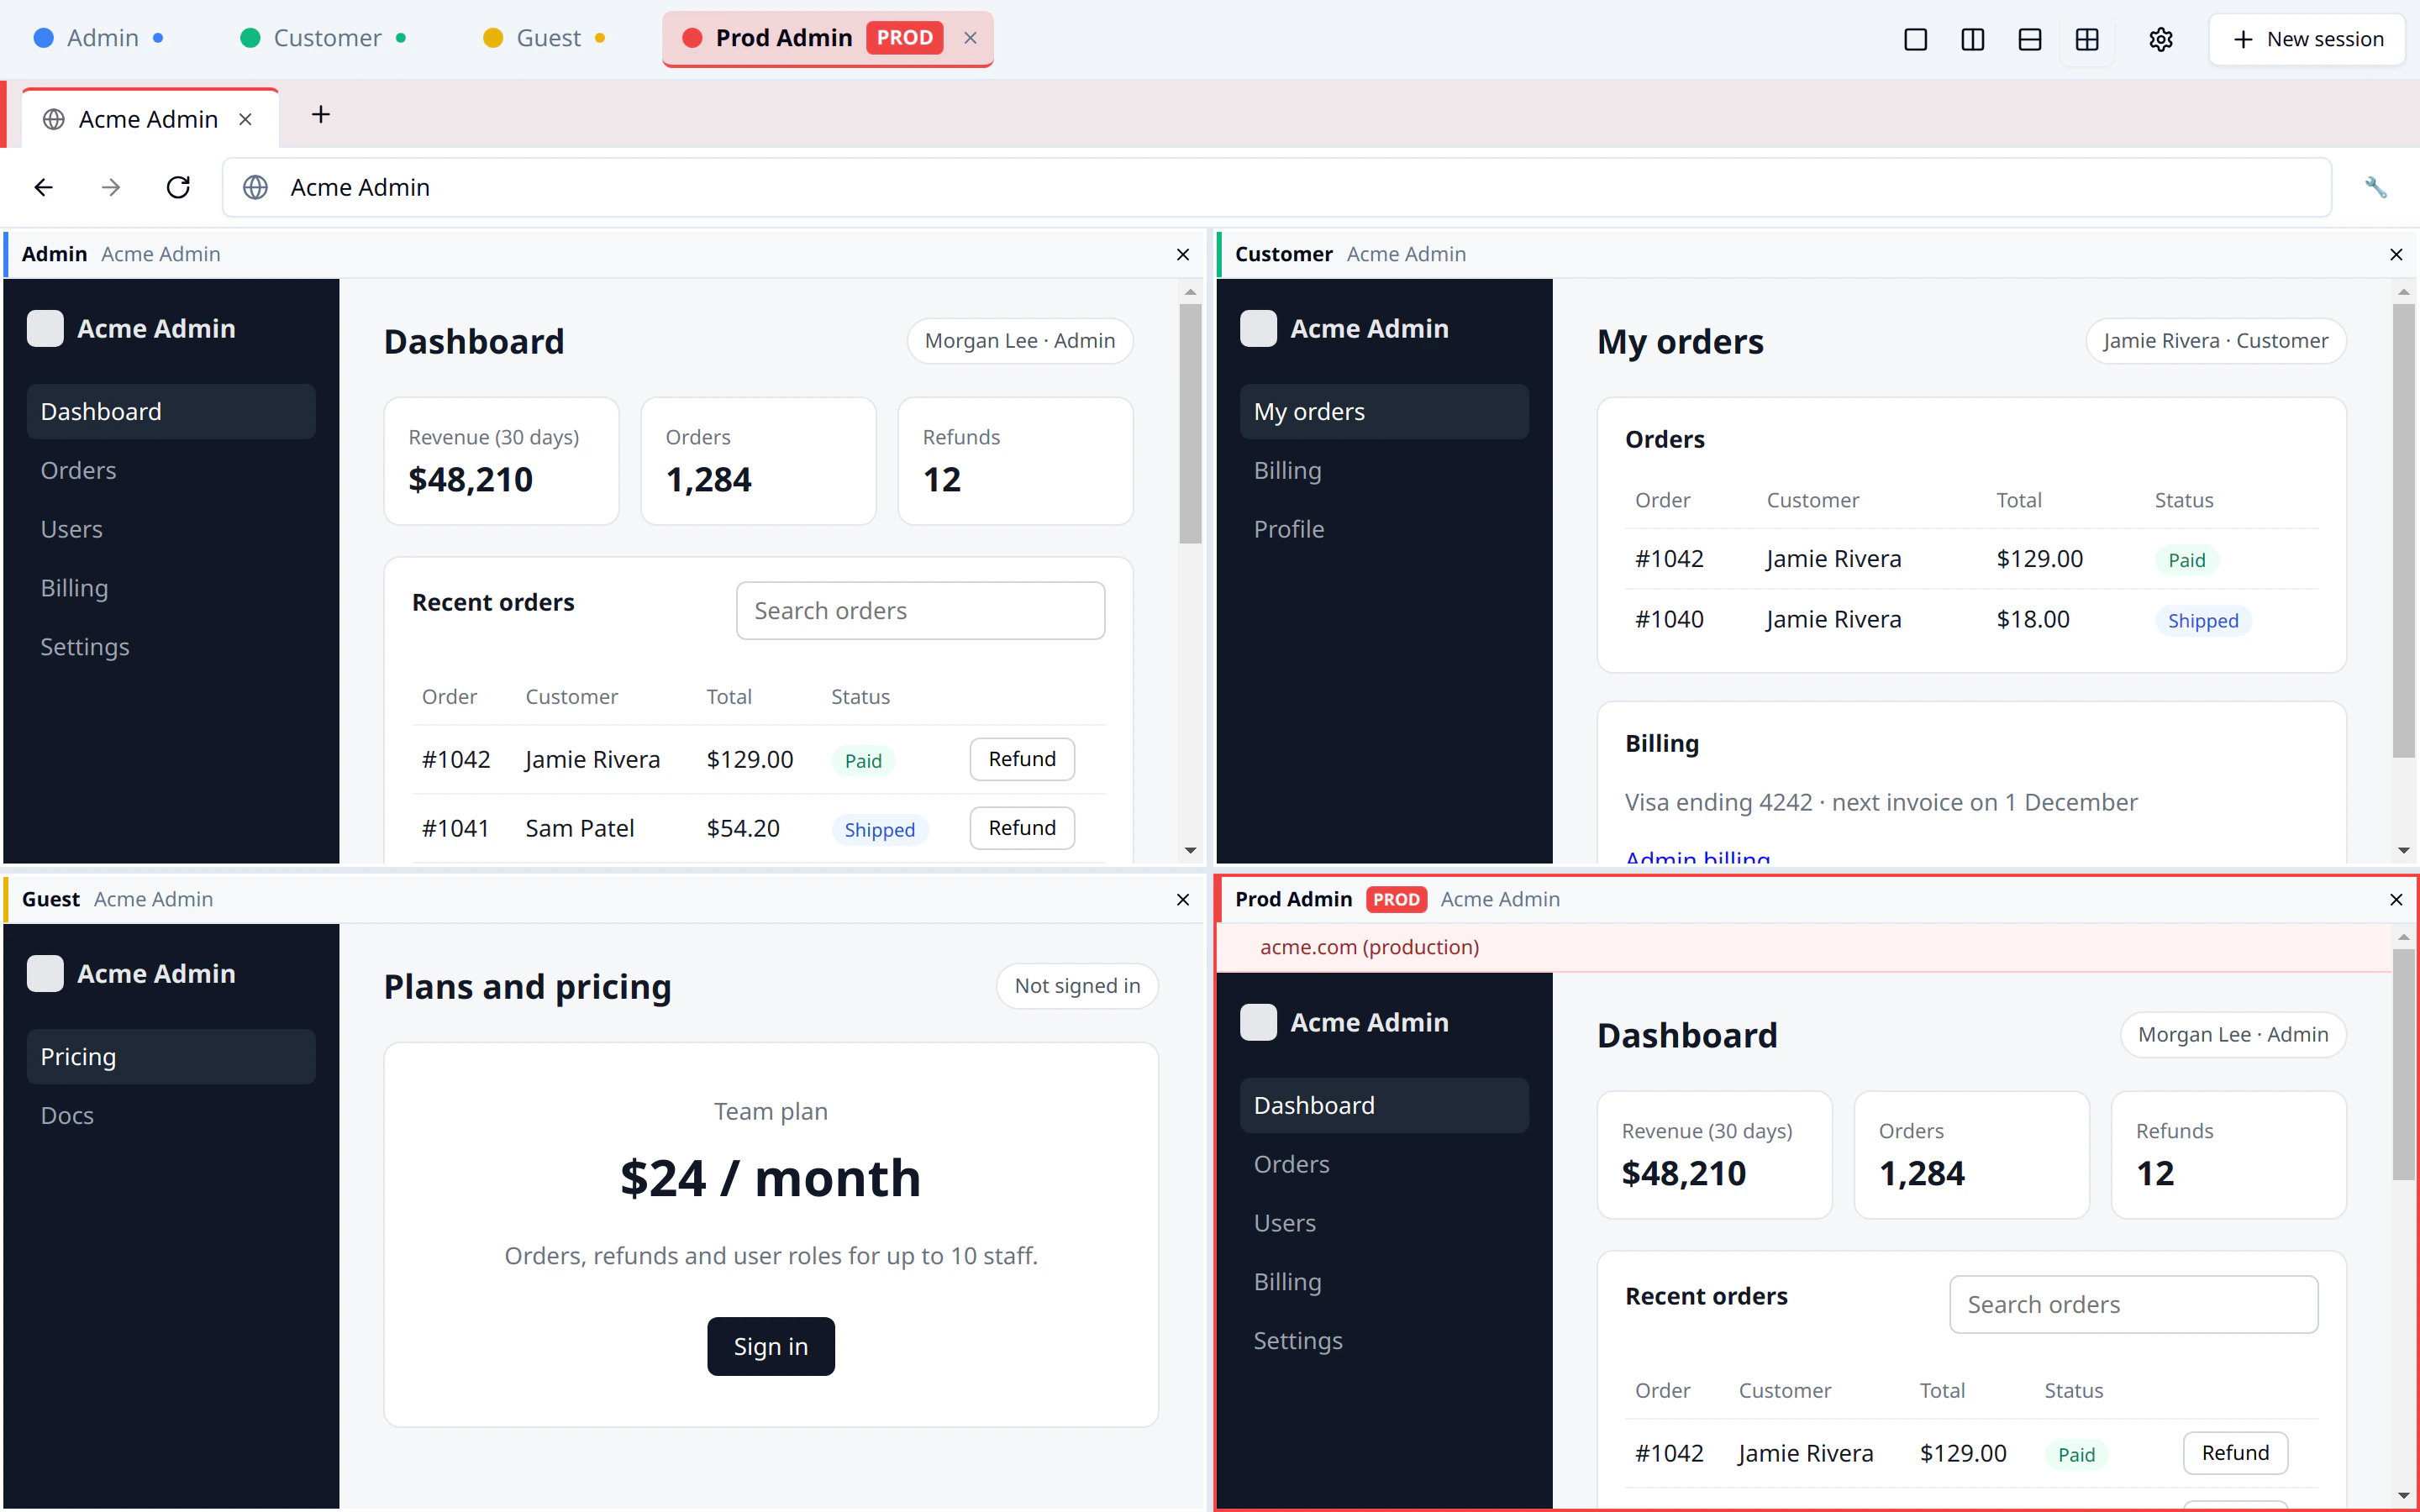 Admin
Customer
Guest
Prod Admin PROD
New session
Acme Admin
Acme Admin
Admin Acme Admin
Acme Admin
Dashboard
Orders
Users
Billing
Settings
Dashboard
Morgan Lee · Admin
Revenue (30 days)
$48,210
Orders
1,284
Refunds
12
Recent orders
Search orders
Order Customer Total Status
#1042 Jamie Rivera $129.00 Paid Refund
#1041 Sam Patel $54.20 Shipped Refund
Customer Acme Admin
Acme Admin
My orders
Billing
Profile
My orders
Jamie Rivera · Customer
Orders
Order Customer Total Status
#1042 Jamie Rivera $129.00 Paid
#1040 Jamie Rivera $18.00 Shipped
Billing
Visa ending 4242 · next invoice on 1 December
Admin billing
Guest Acme Admin
Acme Admin
Pricing
Docs
Plans and pricing
Not signed in
Team plan
$24 / month
Orders, refunds and user roles for up to 10 staff.
Sign in
Prod Admin PROD Acme Admin
acme.com (production)
Acme Admin
Dashboard
Orders
Users
Billing
Settings
Dashboard
Morgan Lee · Admin
Revenue (30 days)
$48,210
Orders
1,284
Refunds
12
Recent orders
Search orders
Order Customer Total Status
#1042 Jamie Rivera $129.00 Paid Refund